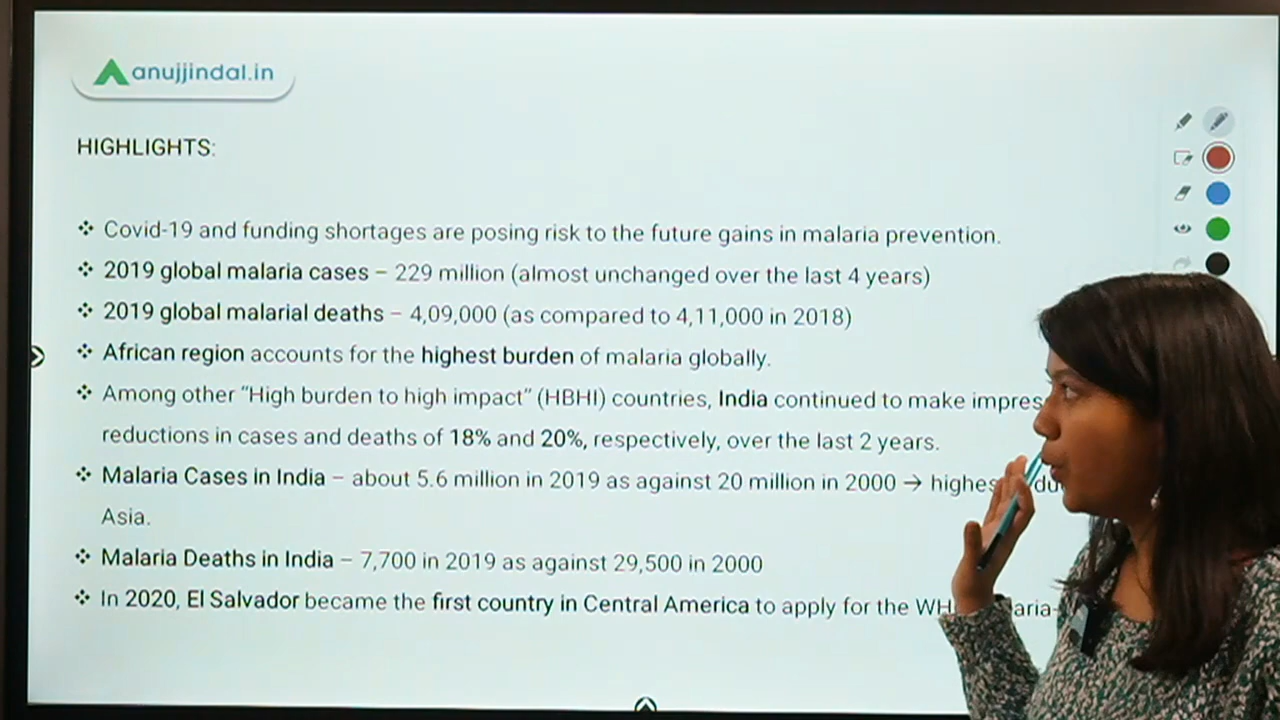 anujjindal.in
HIGHLIGHTS:
❖ Covid-19 and funding shortages are posing risk to the future gains in malaria prevention.
❖ 2019 global malaria cases – 229 million (almost unchanged over the last 4 years)
❖ 2019 global malarial deaths – 4,09,000 (as compared to 4,11,000 in 2018)
❖ African region accounts for the highest burden of malaria globally.
❖ Among other "High burden to high impact" (HBHI) countries, India continued to make
reductions in cases and deaths of 18% and 20%, respectively, over the last 2 years.
❖ Malaria Cases in India – about 5.6 million in 2019 as against 20 million in 2000 →
Asia.
❖ Malaria Deaths in India – 7,700 in 2019 as against 29,500 in 2000
❖ In 2020, El Salvador became the first country in Central America to apply for the